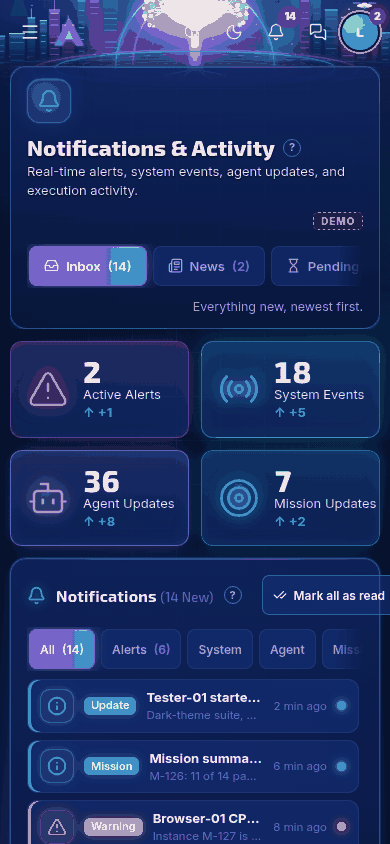 14
2
Notifications & Activity ?
Real-time alerts, system events, agent updates, and
execution activity.
DEMO
Inbox (14)
News (2)
Pending
Everything new, newest first.
2
Active Alerts
↑ +1
18
System Events
↑ +5
36
Agent Updates
↑ +8
7
Mission Updates
↑ +2
Notifications (14 New) ?
Mark all as read
All (14)
Alerts (6)
System
Agent
Miss
Update
Tester-01 starte...
Dark-theme suite, ...
2 min ago
Mission
Mission summa...
M-126: 11 of 14 pa...
6 min ago
Warning
Browser-01 CP...
Instance M-127 is ...
8 min ago